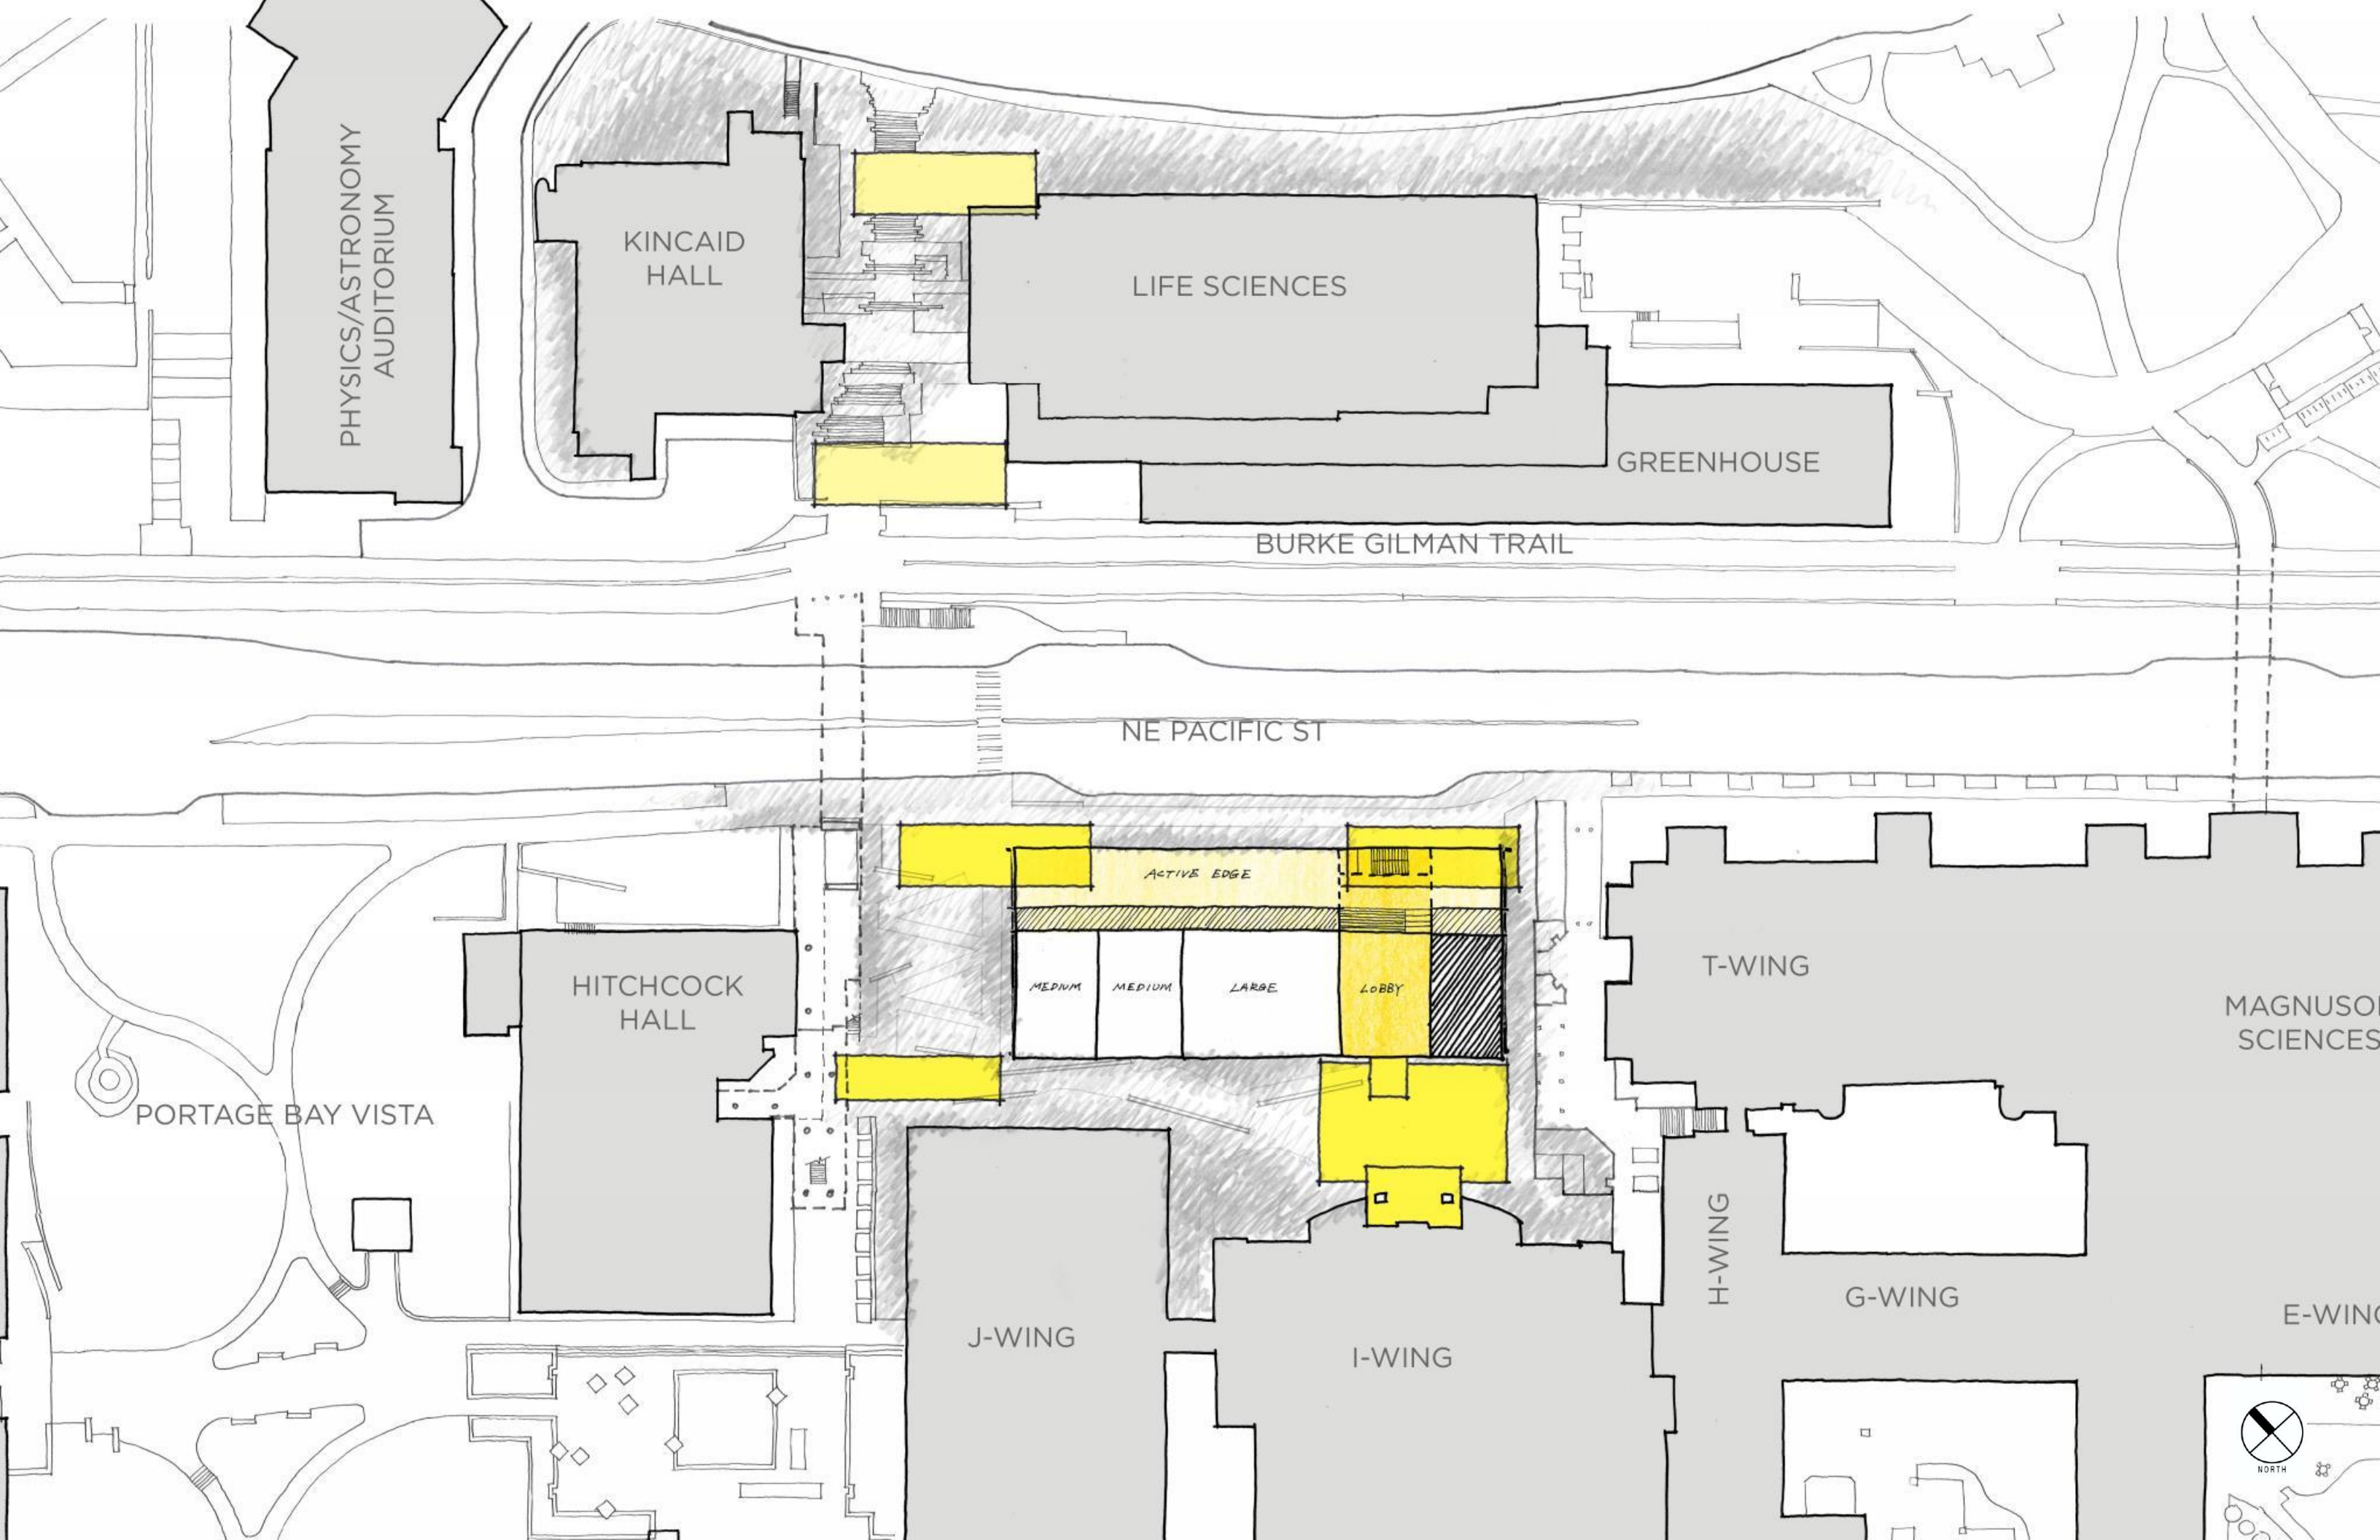 PHYSICS/ASTRONOMY
AUDITORIUM
KINCAID
HALL
LIFE SCIENCES
GREENHOUSE
BURKE GILMAN TRAIL
NE PACIFIC ST
ACTIVE EDGE
MEDIUM
MEDIUM
LARGE
LOBBY
HITCHCOCK
HALL
T-WING
MAGNUSO
SCIENCES
PORTAGE BAY VISTA
H-WING
G-WING
E-WING
J-WING
I-WING
NORTH